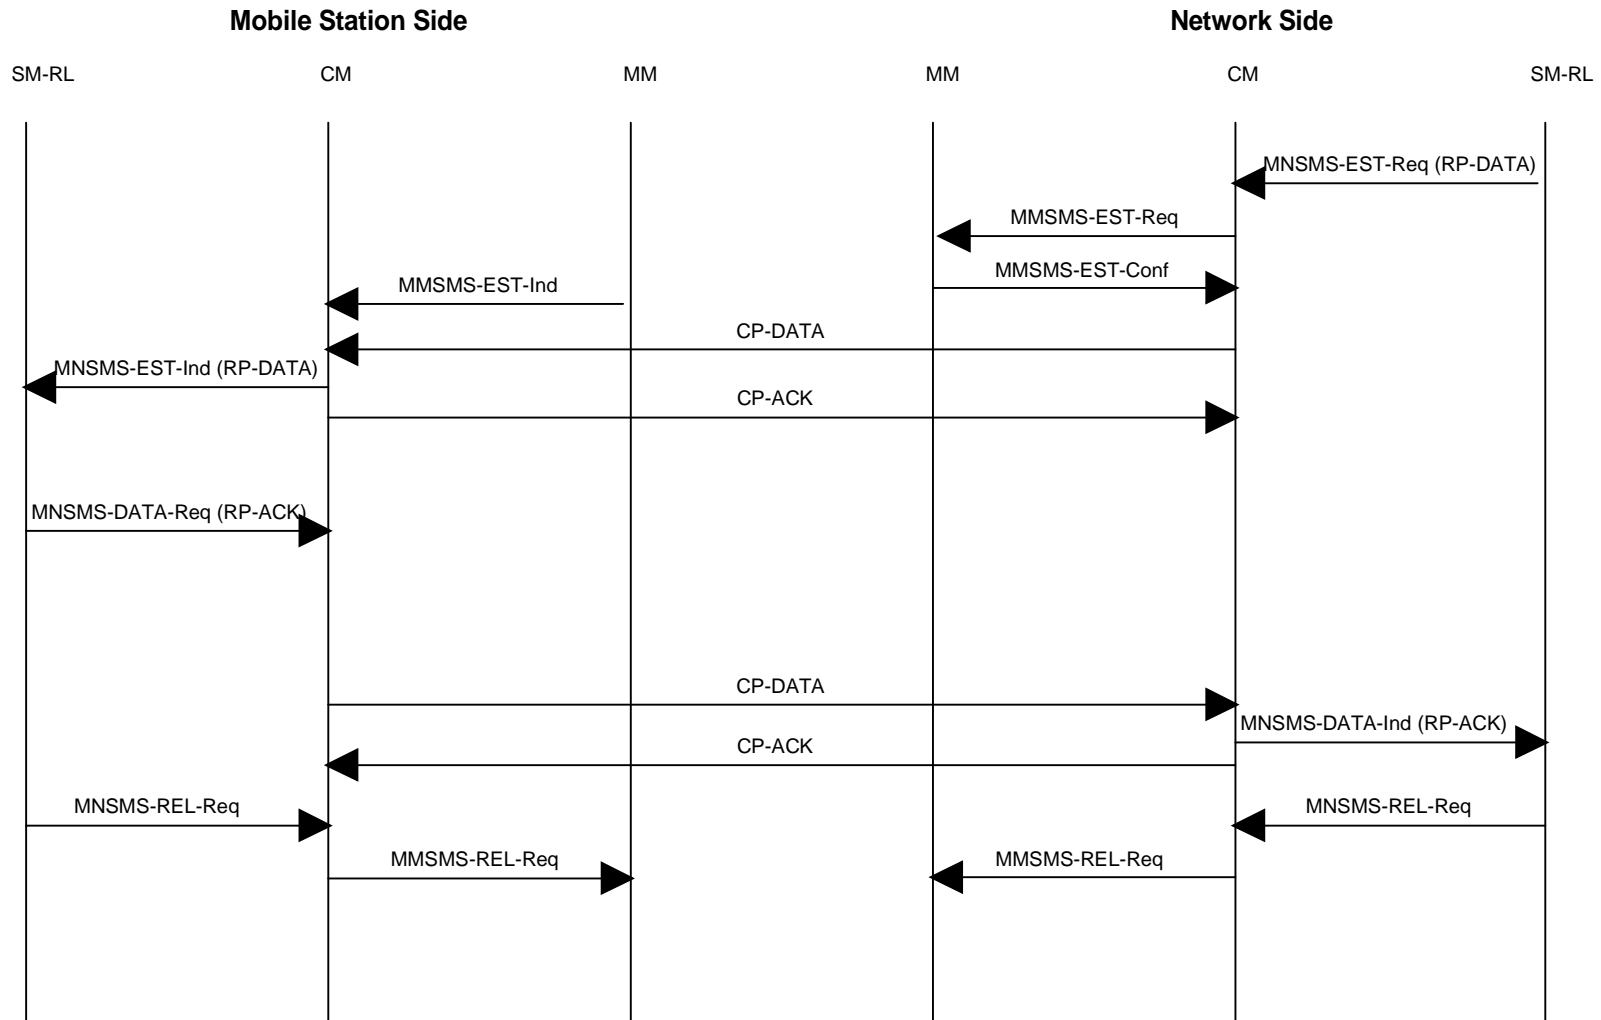 Mobile Station Side
Network Side
SM-RL
CM
MM
MM
CM
SM-RL
MNSMS-EST-Req (RP-DATA)
MMSMS-EST-Req
MMSMS-EST-Conf
MMSMS-EST-Ind
CP-DATA
MNSMS-EST-Ind (RP-DATA)
CP-ACK
MNSMS-DATA-Req (RP-ACK)
CP-DATA
MNSMS-DATA-Ind (RP-ACK)
CP-ACK
MNSMS-REL-Req
MNSMS-REL-Req
MMSMS-REL-Req
MMSMS-REL-Req